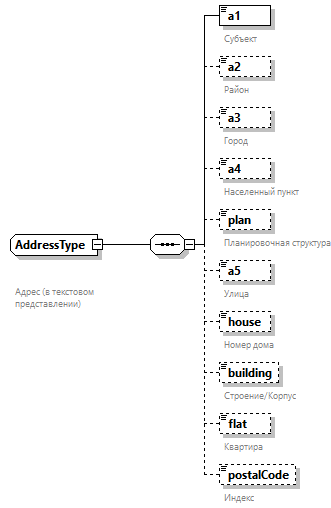 a1
Субъект
a2
Район
a3
Город
a4
Населенный пункт
plan
Планировочная структура
AddressType
Адрес (в текстовом
представлении)
a5
Улица
house
Номер дома
building
Строение/Корпус
flat
Квартира
postalCode
Индекс